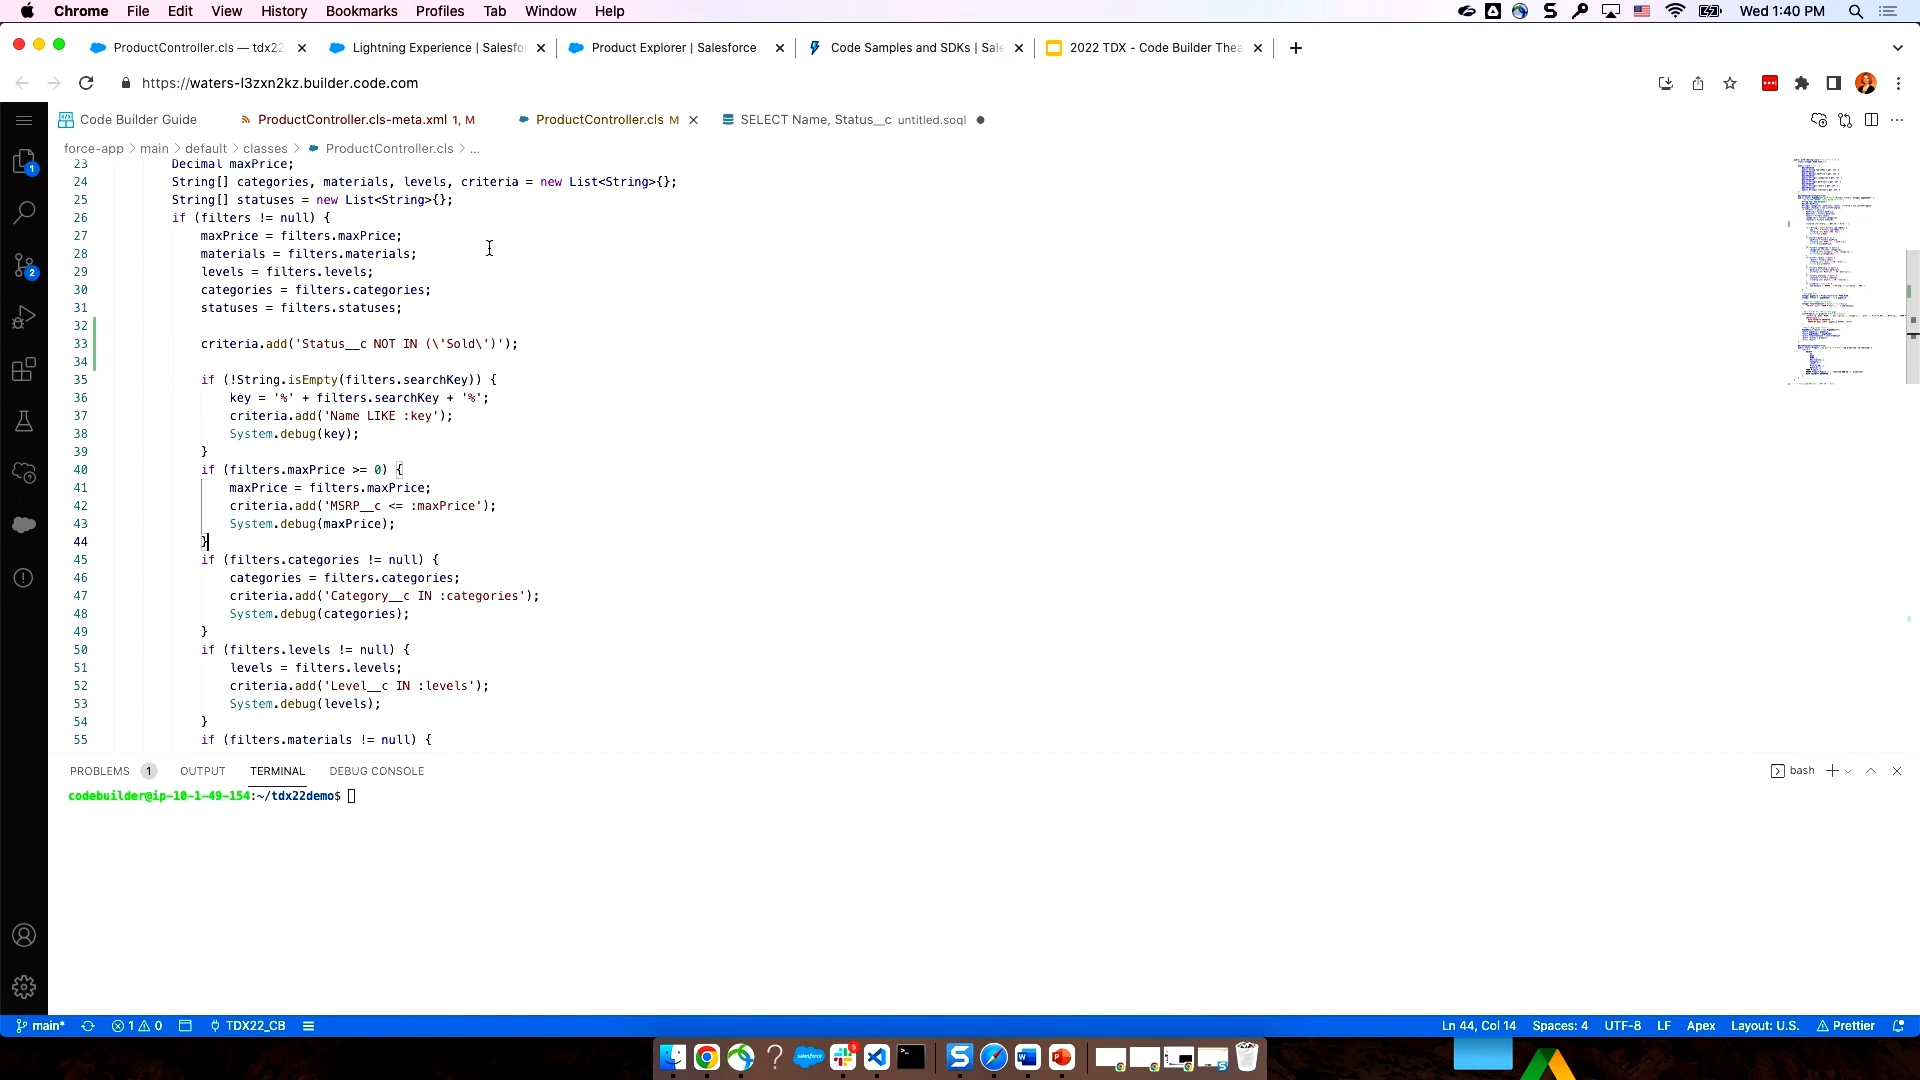 Chrome File Edit View History Bookmarks Profiles Tab Window Help Wed 1:40 PM
ProductController.cls — tdx22 Lightning Experience | Salesfo Product Explorer | Salesforce Code Samples and SDKs | Sale 2022 TDX - Code Builder Thea
https://waters-l3zxn2kz.builder.code.com
Code Builder Guide ProductController.cls-meta.xml 1, M ProductController.cls M SELECT Name, Status__c untitled.soql
force-app > main > default > classes > ProductController.cls > ...
23 Decimal maxPrice;
24 String[] categories, materials, levels, criteria = new List<String>{};
25 String[] statuses = new List<String>{};
26 if (filters != null) {
27 maxPrice = filters.maxPrice;
28 materials = filters.materials;
29 levels = filters.levels;
30 categories = filters.categories;
31 statuses = filters.statuses;
32
33 criteria.add('Status__c NOT IN (\'Sold\')');
34
35 if (!String.isEmpty(filters.searchKey)) {
36 key = '%' + filters.searchKey + '%';
37 criteria.add('Name LIKE :key');
38 System.debug(key);
39 }
40 if (filters.maxPrice >= 0) {
41 maxPrice = filters.maxPrice;
42 criteria.add('MSRP__c <= :maxPrice');
43 System.debug(maxPrice);
44 }
45 if (filters.categories != null) {
46 categories = filters.categories;
47 criteria.add('Category__c IN :categories');
48 System.debug(categories);
49 }
50 if (filters.levels != null) {
51 levels = filters.levels;
52 criteria.add('Level__c IN :levels');
53 System.debug(levels);
54 }
55 if (filters.materials != null) {
1
2
PROBLEMS 1 OUTPUT TERMINAL DEBUG CONSOLE bash
codebuilder@ip-10-1-49-154:~/tdx22demo$
main* 1 0 TDX22_CB Ln 44, Col 14 Spaces: 4 UTF-8 LF Apex Layout: U.S. Prettier
salesforce 5